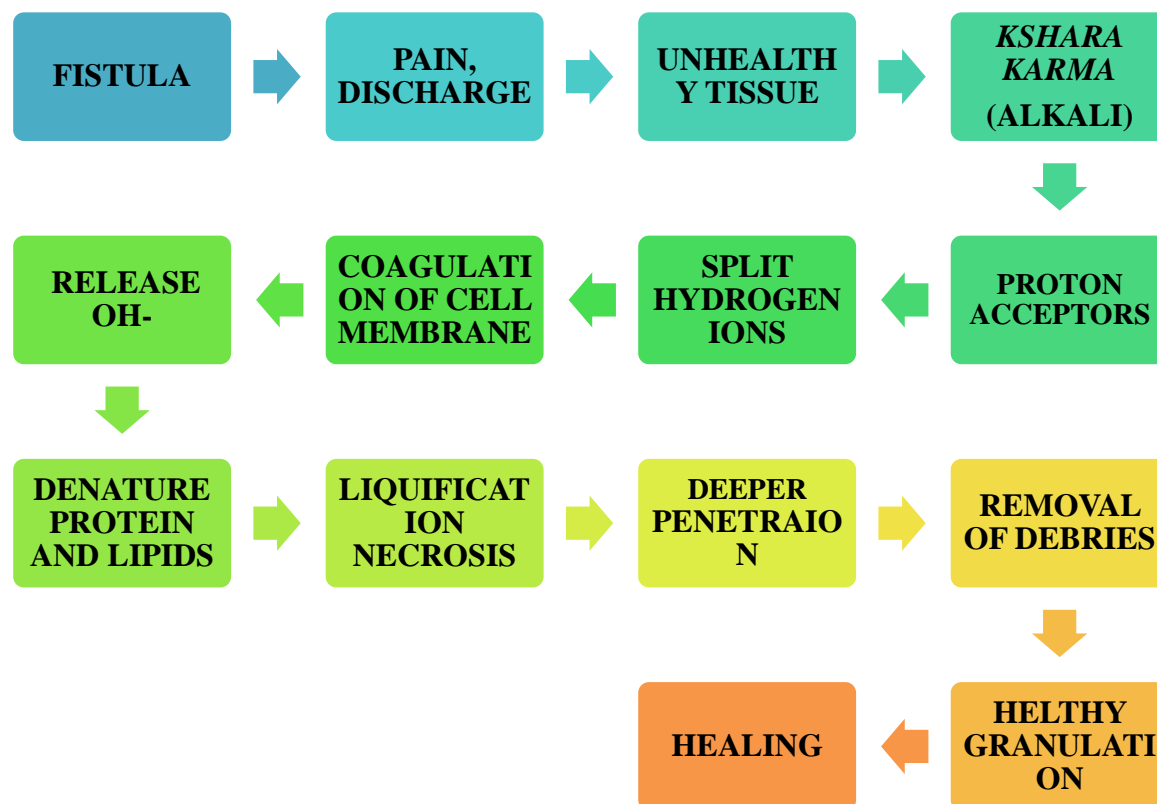 FISTULA
PAIN,
DISCHARGE
UNHEALTH
Y TISSUE
KSHARA
KARMA
(ALKALI)
PROTON
ACCEPTORS
SPLIT
HYDROGEN
IONS
COAGULATI
ON OF CELL
MEMBRANE
RELEASE
OH-
DENATURE
PROTEIN
AND LIPIDS
LIQUIFICAT
ION
NECROSIS
DEEPER
PENETRAIO
N
REMOVAL
OF DEBRIES
HELTHY
GRANULATI
ON
HEALING